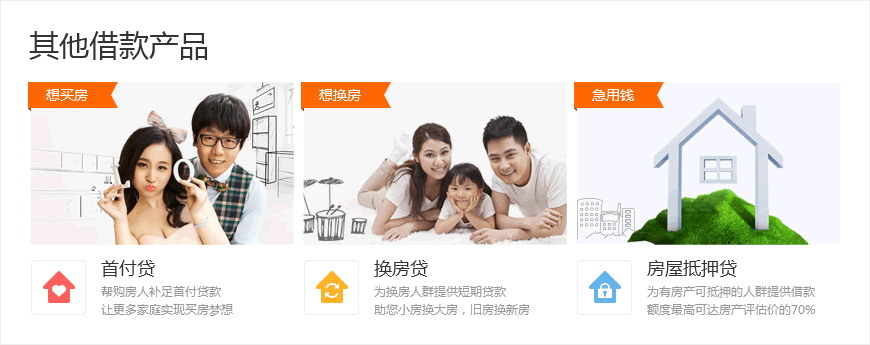 其他借款产品
想买房
想换房
急用钱
LO
首付贷
帮购房人补足首付贷款
让更多家庭实现买房梦想
换房贷
为换房人群提供短期贷款
助您小房换大房，旧房换新房
房屋抵押贷
为有房产可抵押的人群提供借款
额度最高可达房产评估价的70%